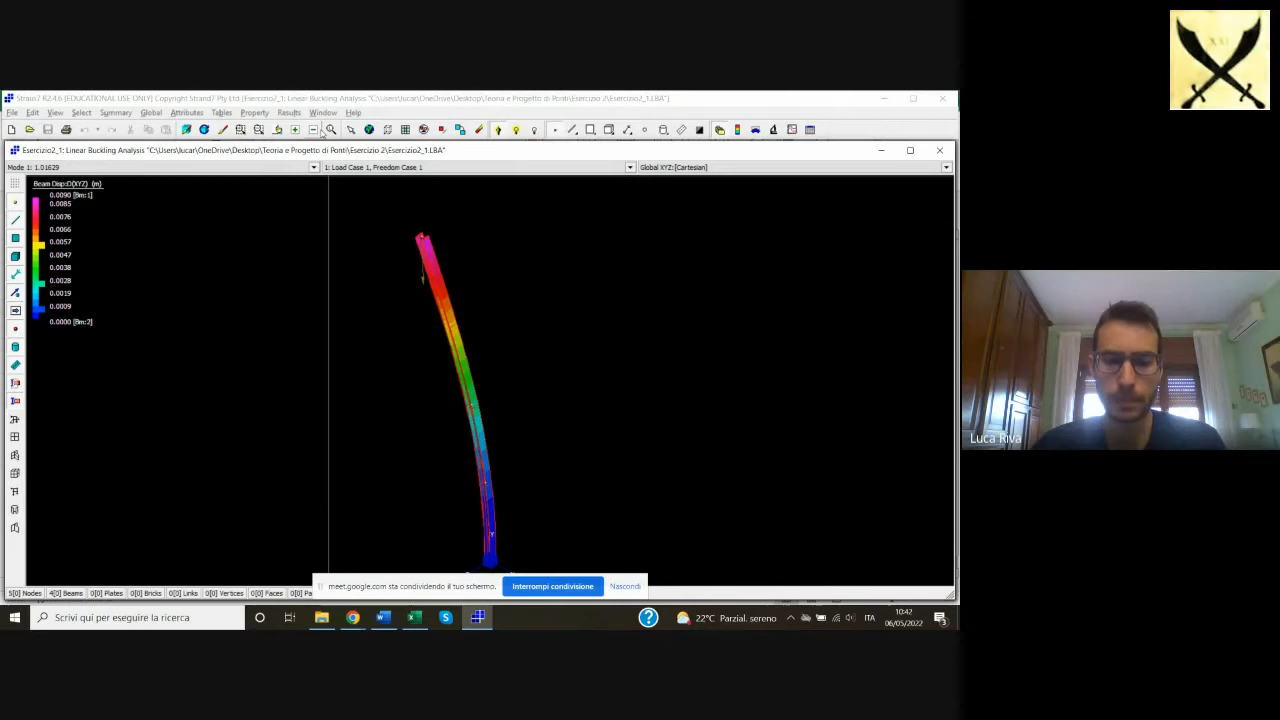 Straus7 R2.4.6 [EDUCATIONAL USE ONLY] Copyright Strand7 Pty Ltd [Esercizio2_1: Linear Buckling Analysis "C:\Users\lucar\OneDrive\Desktop\Teoria e Progetto di Ponti\Esercizio 2\Esercizio2_1.LBA"]
File Edit View Select Summary Global Attributes Tables Property Results Window Help
Esercizio2_1: Linear Buckling Analysis "C:\Users\lucar\OneDrive\Desktop\Teoria e Progetto di Ponti\Esercizio 2\Esercizio2_1.LBA"
Mode 1: 1.01629 1: Load Case 1, Freedom Case 1 Global XYZ:[Cartesian]
Beam Disp:D(XYZ) (m)
0.0090 [Bm:1]
0.0085
0.0076
0.0066
0.0057
0.0047
0.0038
0.0028
0.0019
0.0009
0.0000 [Bm:2]
Y
XXI
Luca Riva
meet.google.com sta condividendo il tuo schermo. Interrompi condivisione Nascondi
5[0] Nodes 4[0] Beams 0[0] Plates 0[0] Bricks 0[0] Links 0[0] Vertices 0[0] Faces 0[0] Pa
Scrivi qui per eseguire la ricerca
22°C Parzial. sereno ITA
10:42
06/05/2022
3